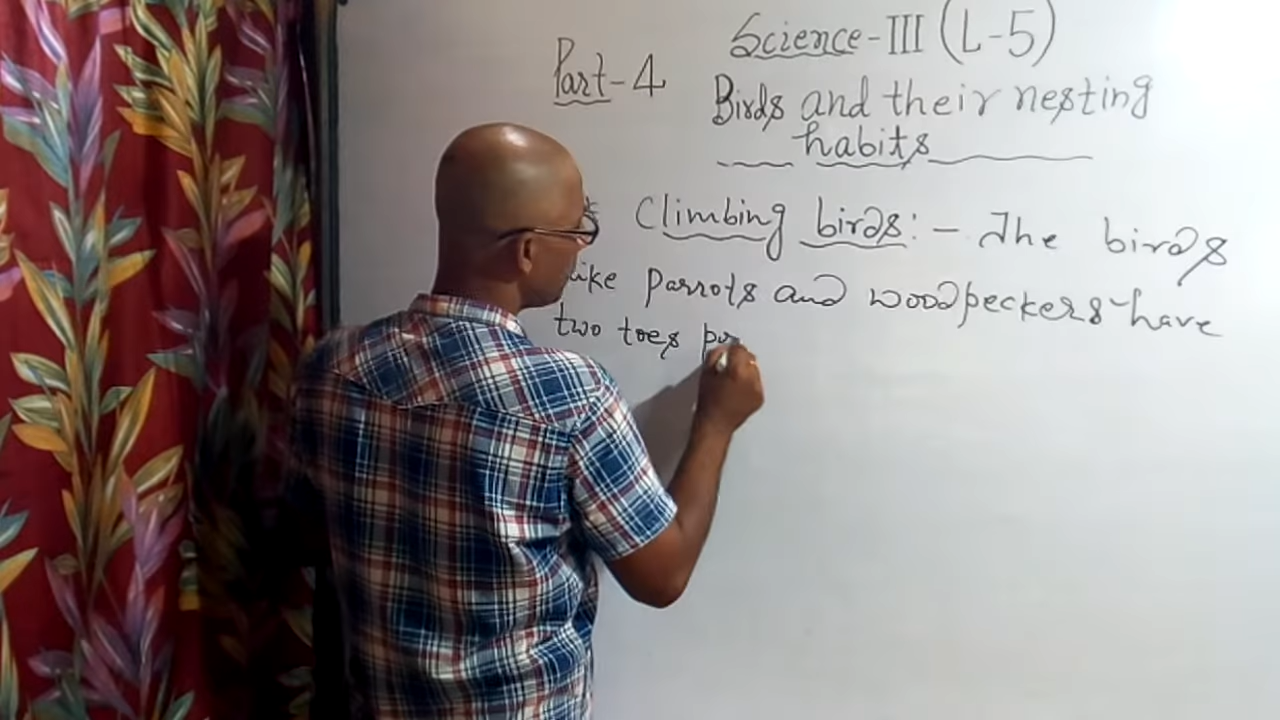 Science-III (L-5)
Part-4
Birds and their nesting
habits
Climbing birds:- The birds
like Parrots and woodpeckers have
two toes